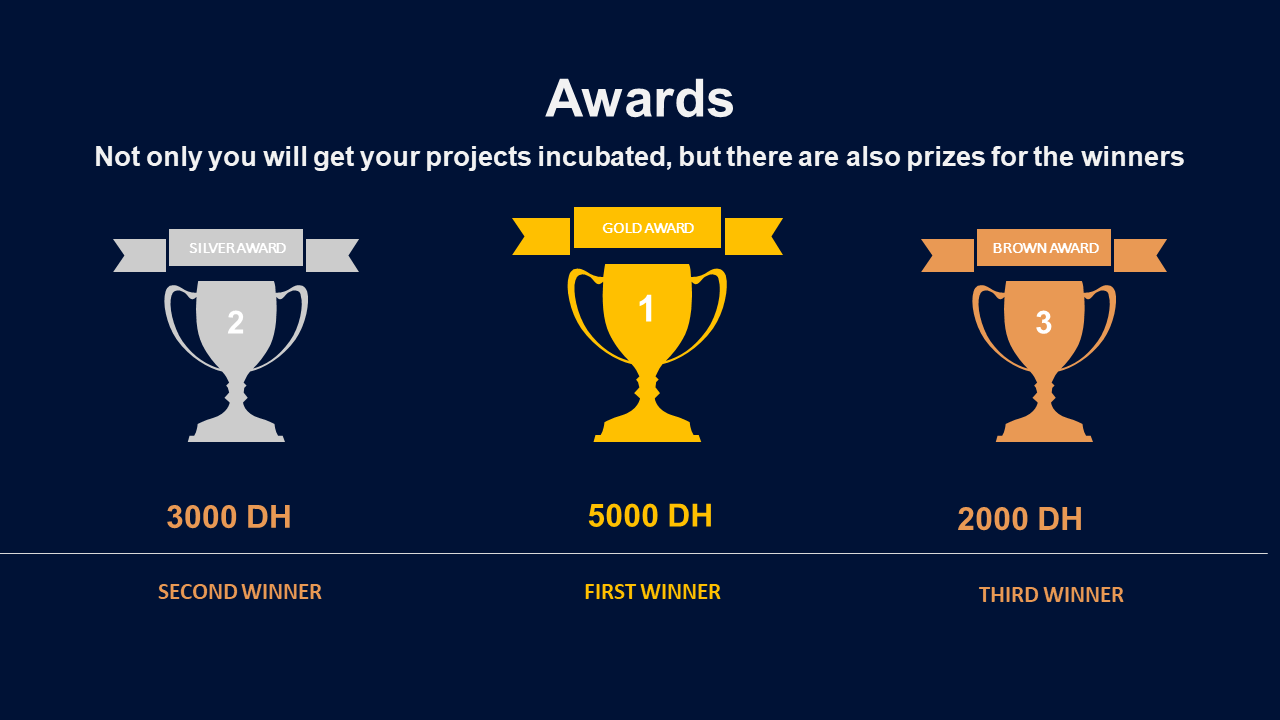 Awards
Not only you will get your projects incubated, but there are also prizes for the winners
SILVER AWARD
2
3000 DH
SECOND WINNER
GOLD AWARD
1
5000 DH
FIRST WINNER
BROWN AWARD
3
2000 DH
THIRD WINNER